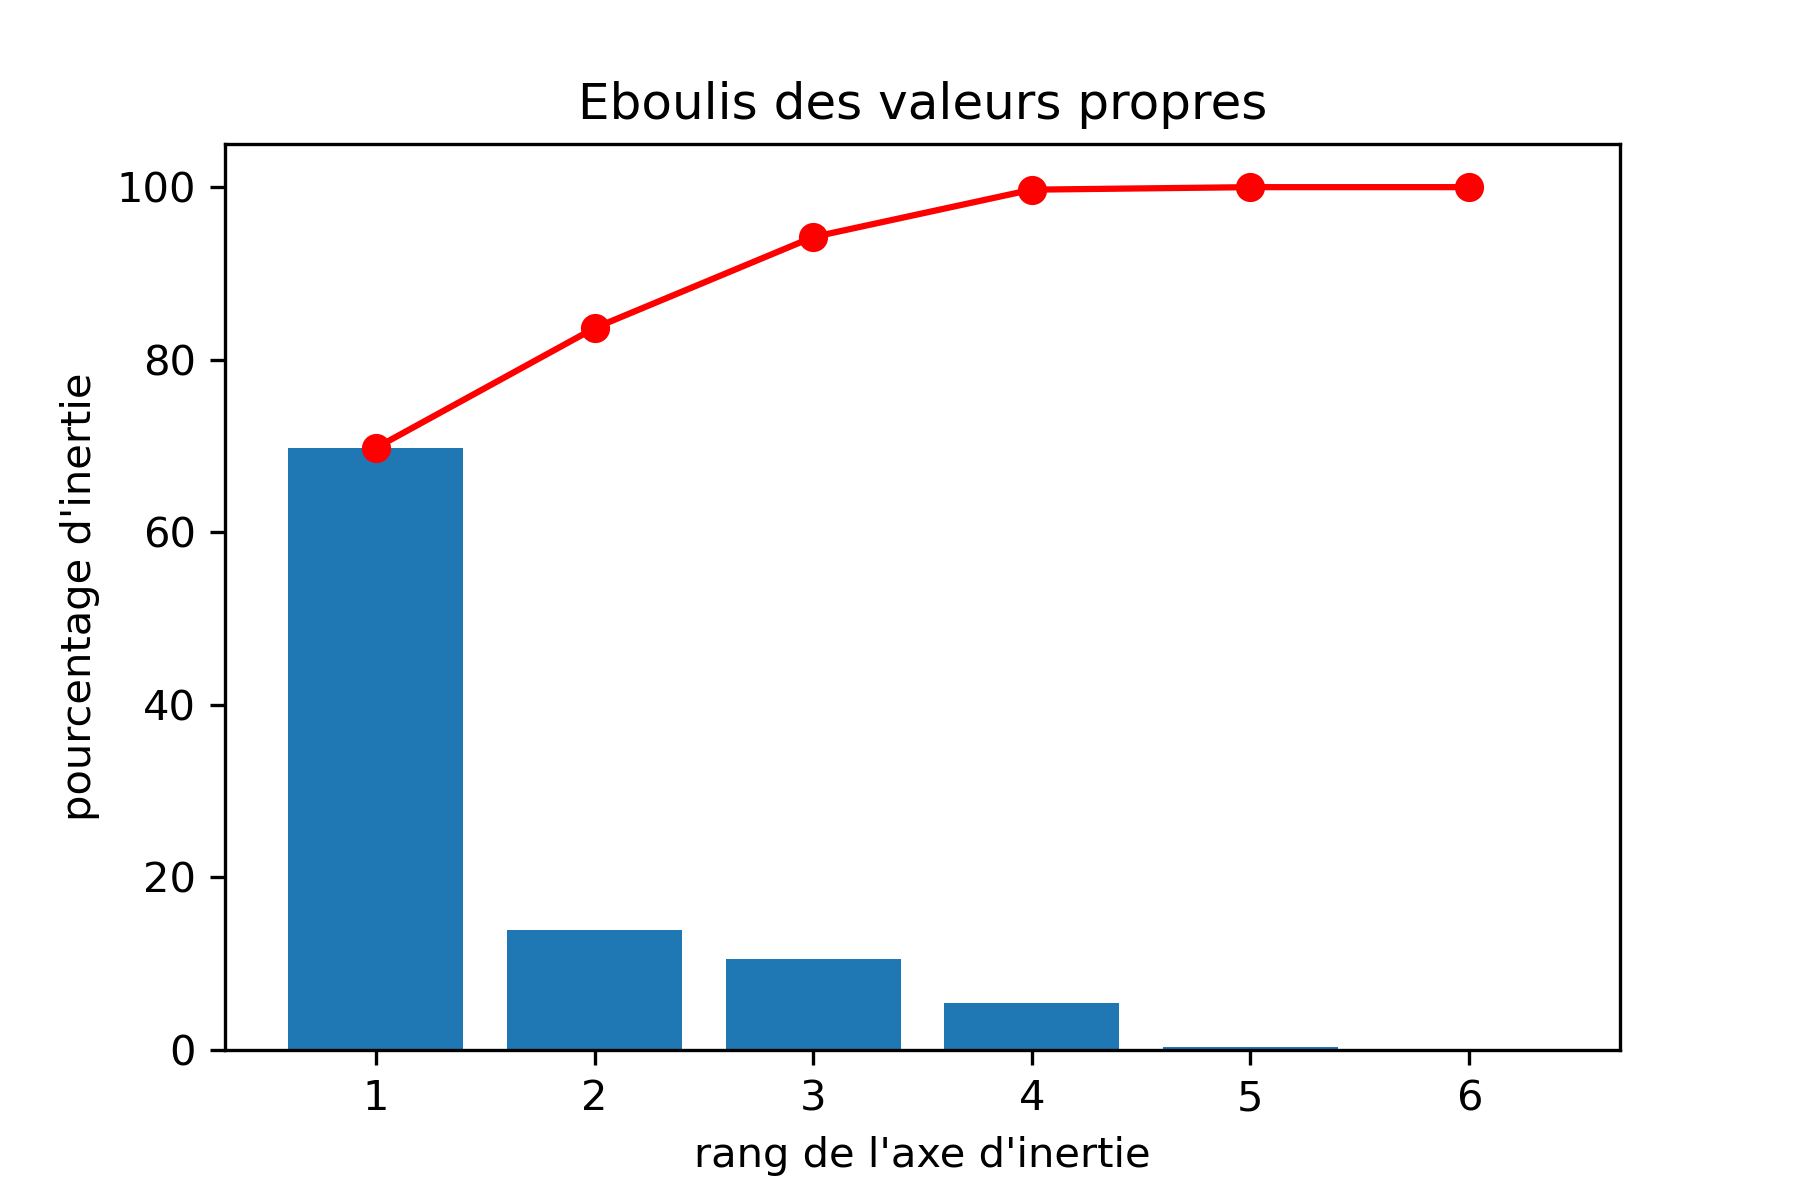 Eboulis des valeurs propres
100
80
60
40
20
0
pourcentage d'inertie
1 2 3 4 5 6
rang de l'axe d'inertie